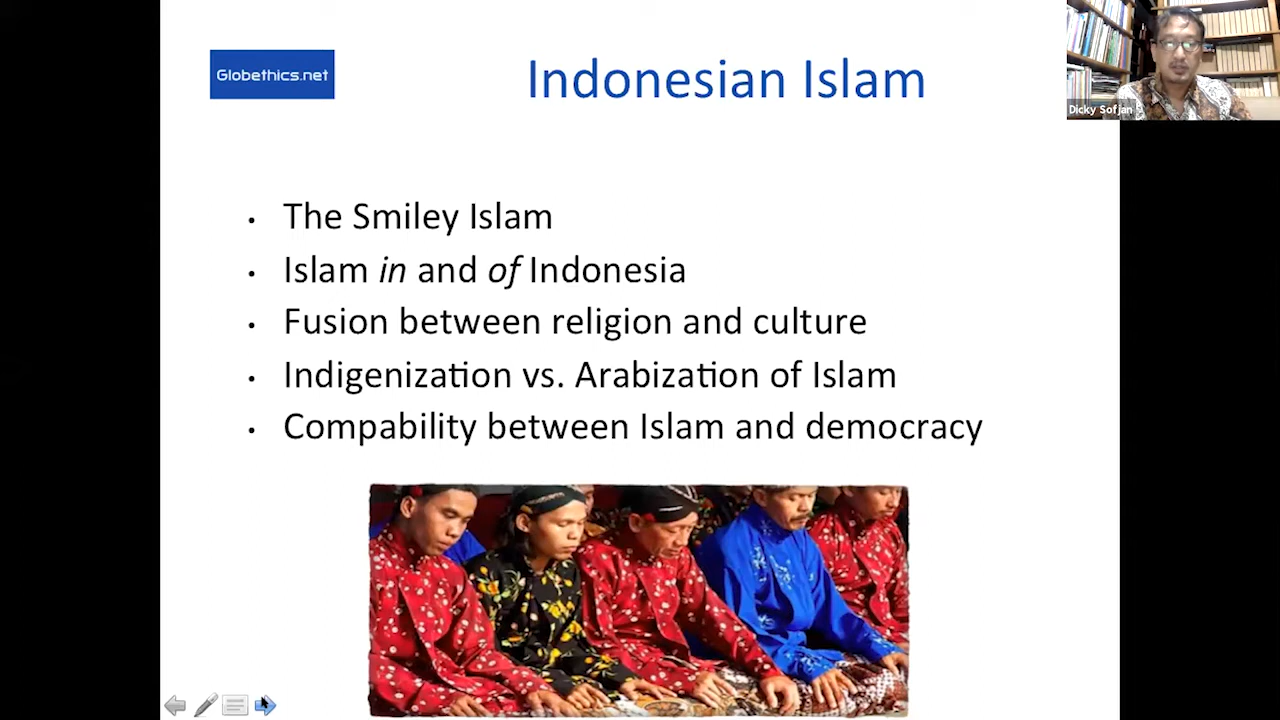 Globethics.net
Indonesian Islam
Dicky Sofjan
• The Smiley Islam
• Islam in and of Indonesia
• Fusion between religion and culture
• Indigenization vs. Arabization of Islam
• Compability between Islam and democracy